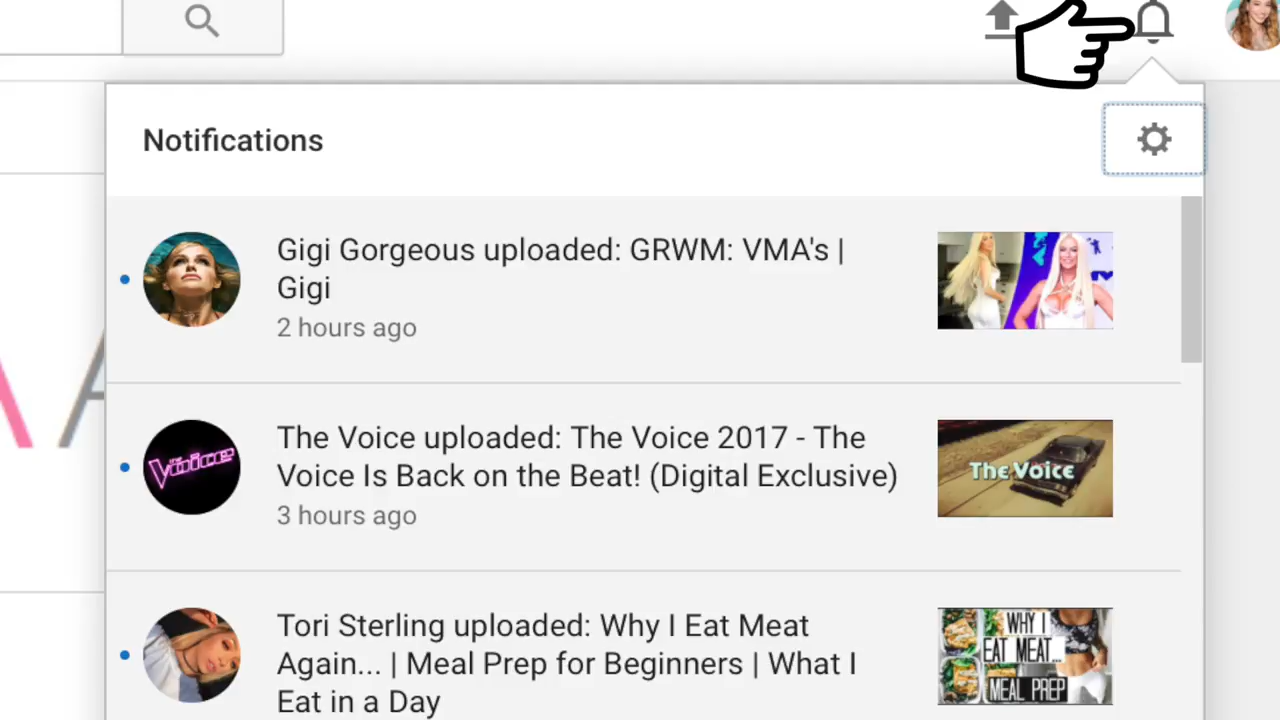 Notifications
Gigi Gorgeous uploaded: GRWM: VMA's |
Gigi
2 hours ago
The Voice
The Voice uploaded: The Voice 2017 - The
Voice Is Back on the Beat! (Digital Exclusive)
3 hours ago
The Voice
Tori Sterling uploaded: Why I Eat Meat
Again... | Meal Prep for Beginners | What I
Eat in a Day
WHY I
EAT MEAT...
MEAL PREP